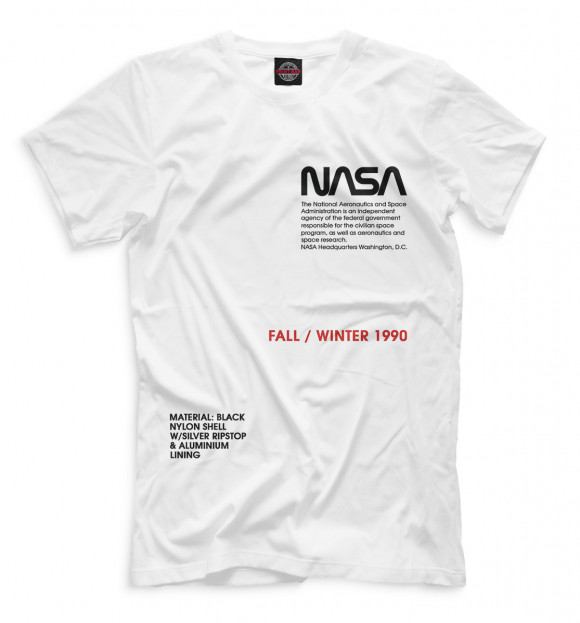 NASA
The National Aeronautics and Space
Administration is an independent
agency of the federal government
responsible for the civilian space
program, as well as aeronautics and
space research.
NASA Headquarters Washington, D.C.
FALL / WINTER 1990
MATERIAL: BLACK
NYLON SHELL
W/SILVER RIPSTOP
& ALUMINIUM
LINING